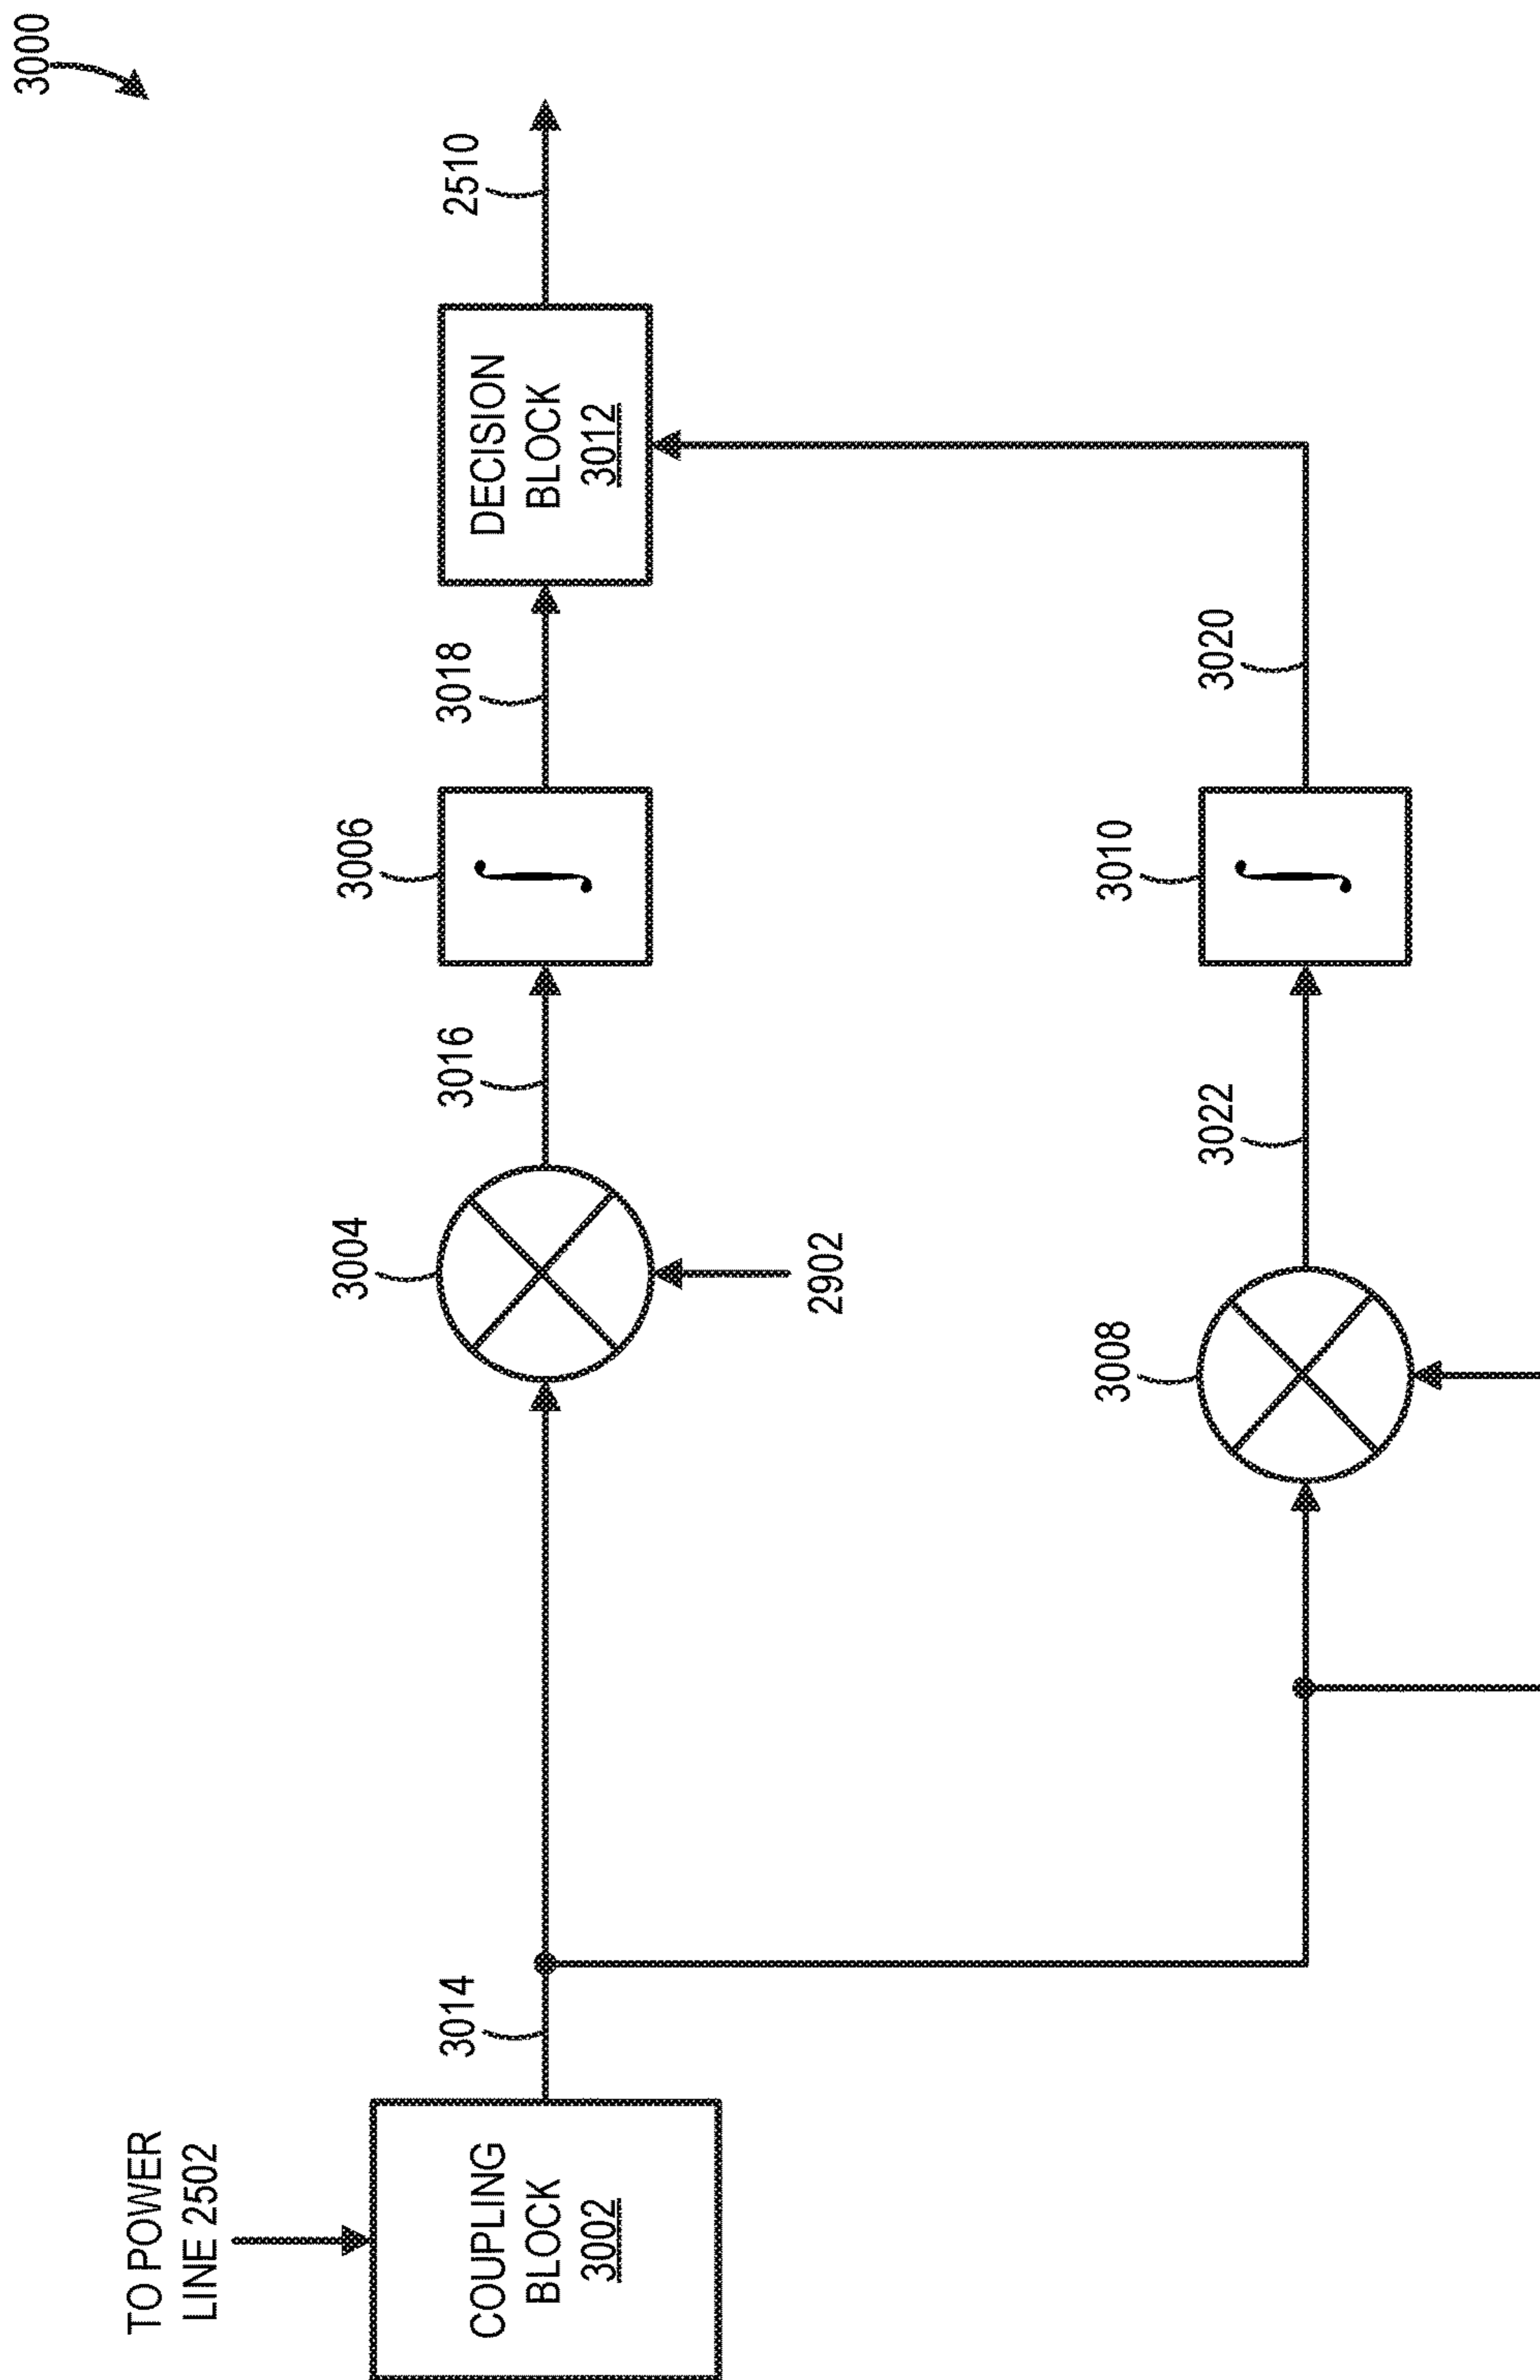 3000
TO POWER
LINE 2502
COUPLING
BLOCK
3002
3014
3004
2902
3016
3006
∫
3018
DECISION
BLOCK
3012
2510
3008
3022
3010
∫
3020